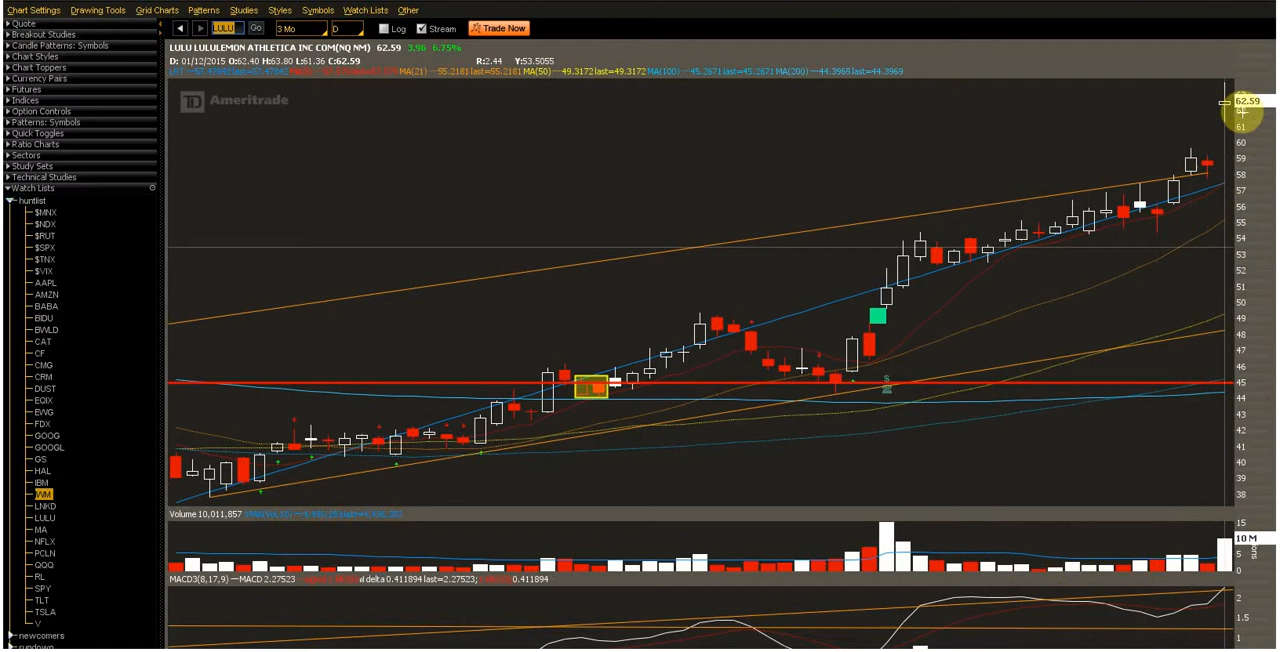 Chart Settings Drawing Tools Grid Charts Patterns Studies Styles Symbols Watch Lists Other
LULU Go 3 Mo D Log Stream Trade Now
Quote
Breakout Studies
Candle Patterns: Symbols
Chart Styles
Chart Toppers
Currency Pairs
Futures
Indices
Option Controls
Patterns: Symbols
Quick Toggles
Ratio Charts
Sectors
Study Sets
Technical Studies
Watch Lists
huntlist
$MNX
$NDX
$RUT
$SPX
$TNX
$VIX
AAPL
AMZN
BABA
BIDU
BWLD
CAT
CF
CMG
CRM
DUST
EQIX
EWG
FDX
GOOG
GOOGL
GS
HAL
IBM
IWM
LNKD
LULU
MA
NFLX
PCLN
QQQ
RL
SPY
TLT
TSLA
V
newcomers
rundown
LULU LULULEMON ATHLETICA INC COM(NQ NM) 62.59 3.96 6.75%
D: 01/12/2015 O:62.40 H:63.80 L:61.36 C:62.59 R:2.44 Y:53.5055
MA(21) —55.2181 last=55.2181 MA(50) —49.3172 last=49.3172 MA(100) —45.2671 last=45.2671 MA(200) —44.3969 last=44.3969
TD Ameritrade
62.59
61
60
59
58
57
56
55
54
53
52
51
50
49
48
47
46
45
44
43
42
41
40
39
38
Volume 10,011,857
15
10 M
5
0
MACD3(8,17,9) —MACD 2.27523 delta 0.411894 last=2.27523 0.411894
2
1.5
1